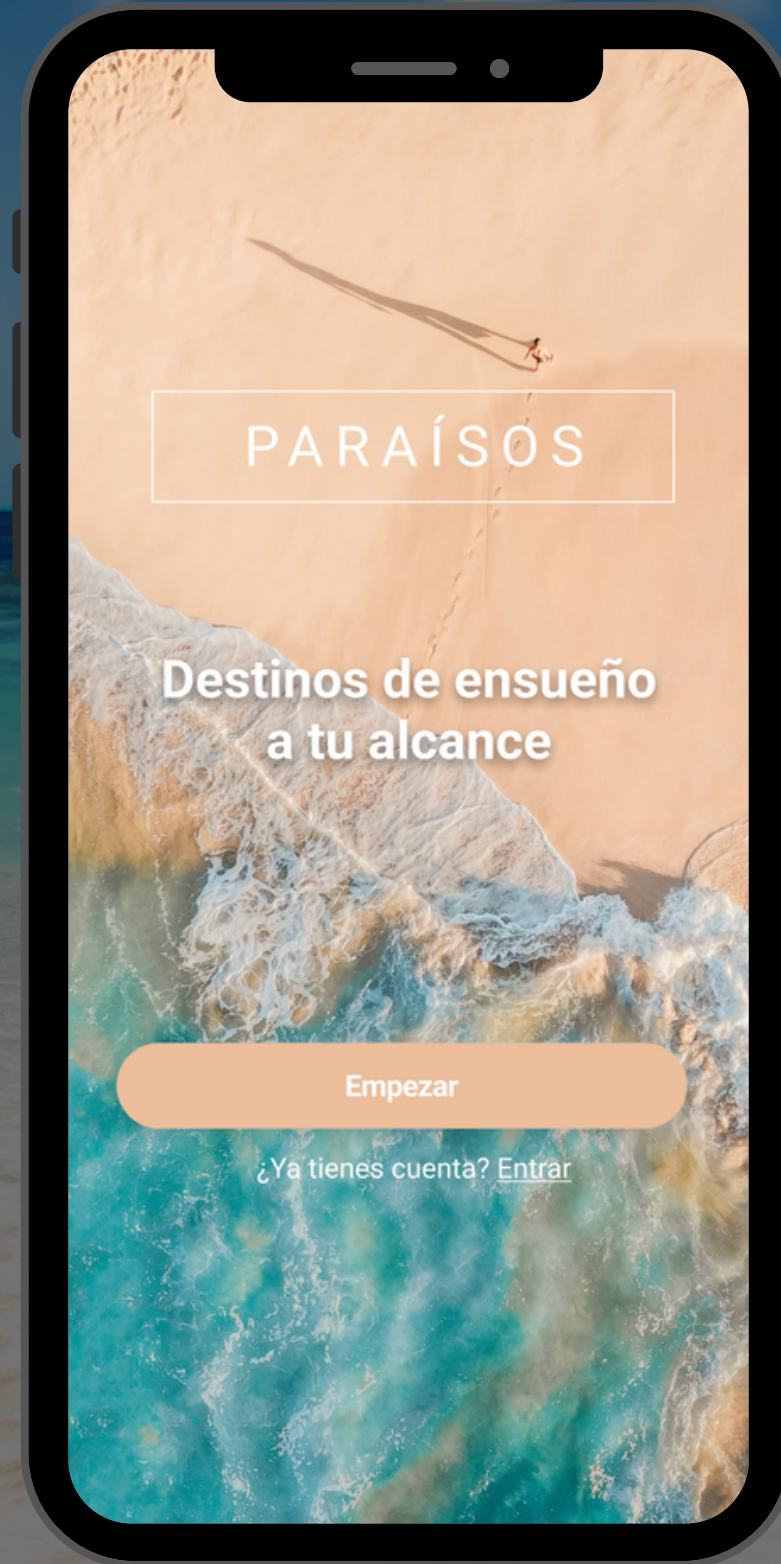 PARAÍSOS
Destinos de ensueño
a tu alcance
Empezar
¿Ya tienes cuenta? Entrar